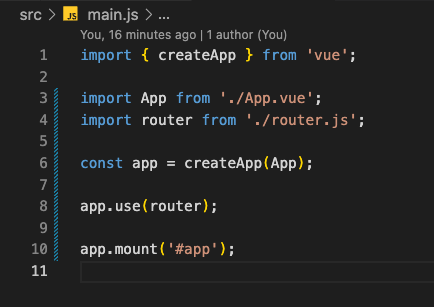 src > JS main.js > ...
You, 16 minutes ago | 1 author (You)
1 import { createApp } from 'vue';
2
3 import App from './App.vue';
4 import router from './router.js';
5
6 const app = createApp(App);
7
8 app.use(router);
9
10 app.mount('#app');
11